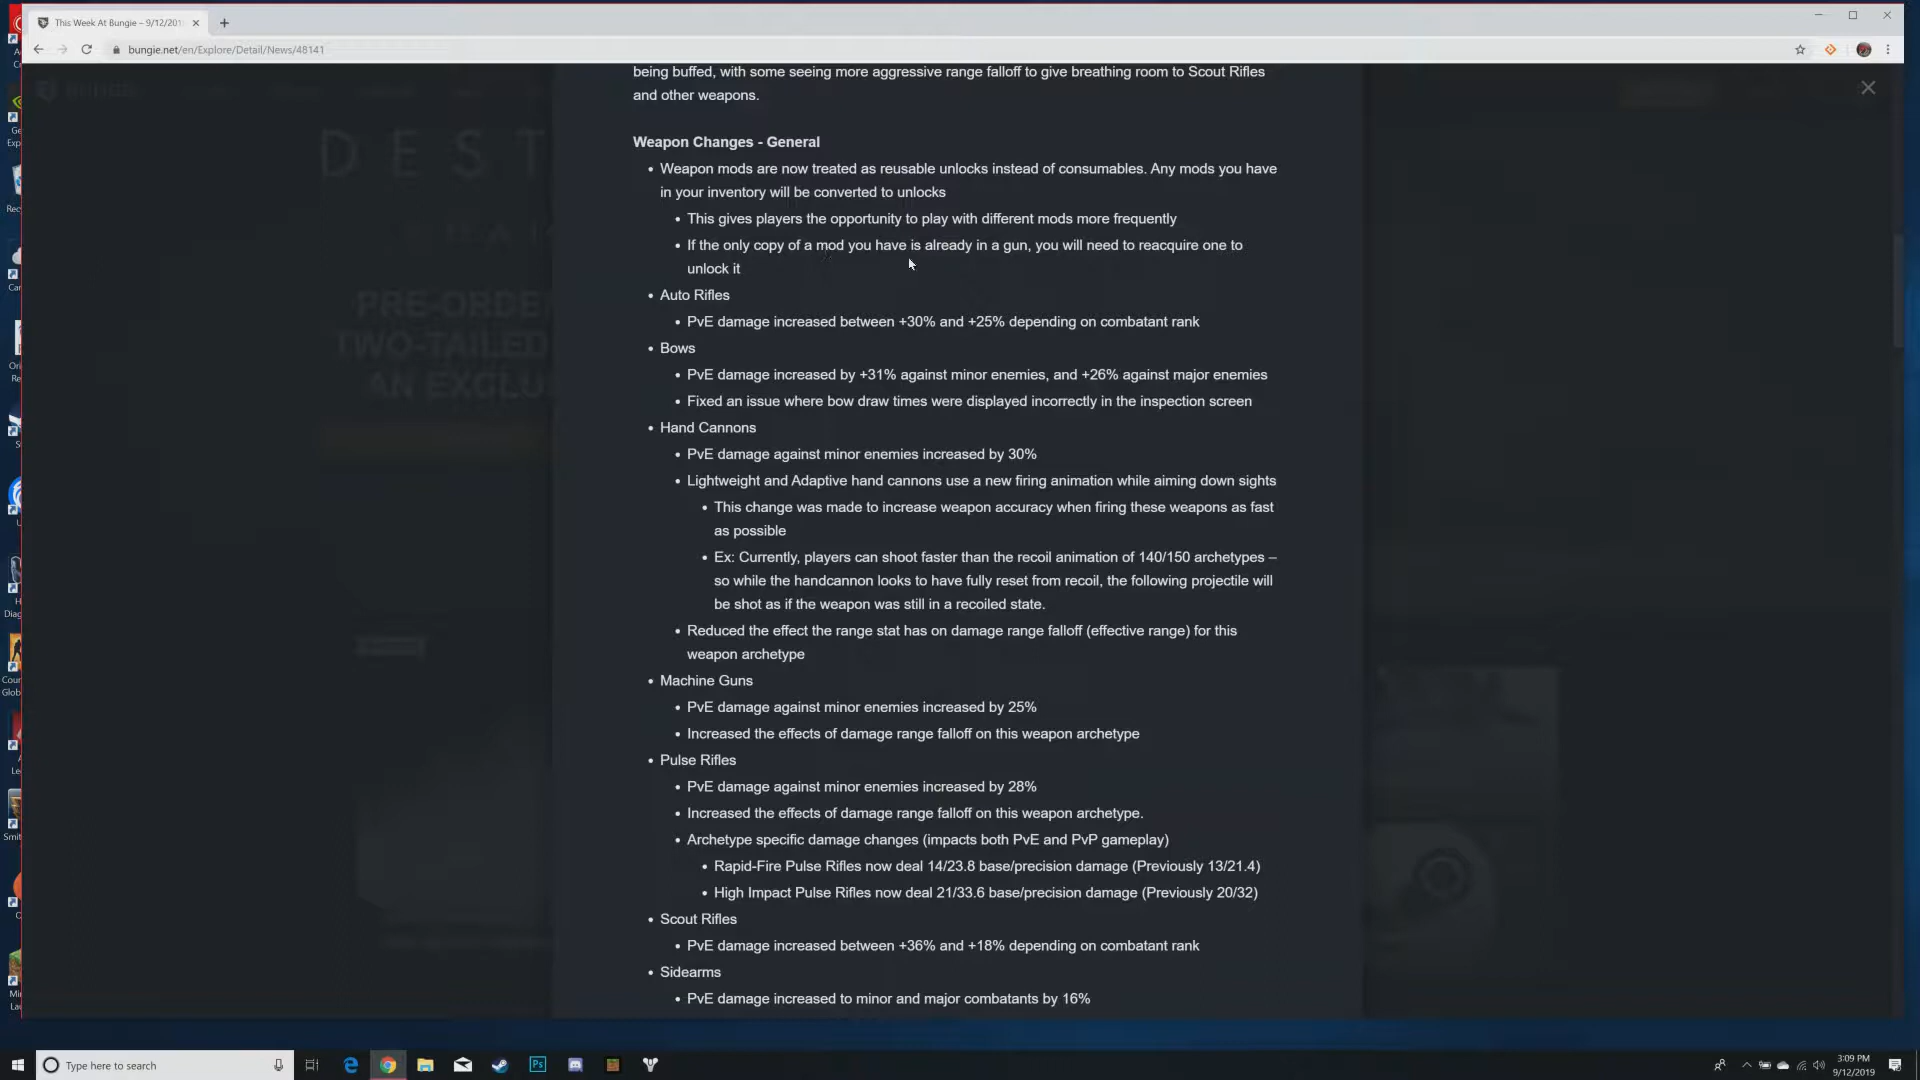 This Week At Bungie – 9/12/201
bungie.net/en/Explore/Detail/News/48141
being buffed, with some seeing more aggressive range falloff to give breathing room to Scout Rifles
and other weapons.
DEST
PRE-ORDE
TWO-TAILED
AN EXCLU
Weapon Changes - General
• Weapon mods are now treated as reusable unlocks instead of consumables. Any mods you have
in your inventory will be converted to unlocks
• This gives players the opportunity to play with different mods more frequently
• If the only copy of a mod you have is already in a gun, you will need to reacquire one to
unlock it
• Auto Rifles
• PvE damage increased between +30% and +25% depending on combatant rank
• Bows
• PvE damage increased by +31% against minor enemies, and +26% against major enemies
• Fixed an issue where bow draw times were displayed incorrectly in the inspection screen
• Hand Cannons
• PvE damage against minor enemies increased by 30%
• Lightweight and Adaptive hand cannons use a new firing animation while aiming down sights
• This change was made to increase weapon accuracy when firing these weapons as fast
as possible
• Ex: Currently, players can shoot faster than the recoil animation of 140/150 archetypes –
so while the handcannon looks to have fully reset from recoil, the following projectile will
be shot as if the weapon was still in a recoiled state.
• Reduced the effect the range stat has on damage range falloff (effective range) for this
weapon archetype
• Machine Guns
• PvE damage against minor enemies increased by 25%
• Increased the effects of damage range falloff on this weapon archetype
• Pulse Rifles
• PvE damage against minor enemies increased by 28%
• Increased the effects of damage range falloff on this weapon archetype.
• Archetype specific damage changes (impacts both PvE and PvP gameplay)
• Rapid-Fire Pulse Rifles now deal 14/23.8 base/precision damage (Previously 13/21.4)
• High Impact Pulse Rifles now deal 21/33.6 base/precision damage (Previously 20/32)
• Scout Rifles
• PvE damage increased between +36% and +18% depending on combatant rank
• Sidearms
• PvE damage increased to minor and major combatants by 16%
Type here to search
3:09 PM
9/12/2019